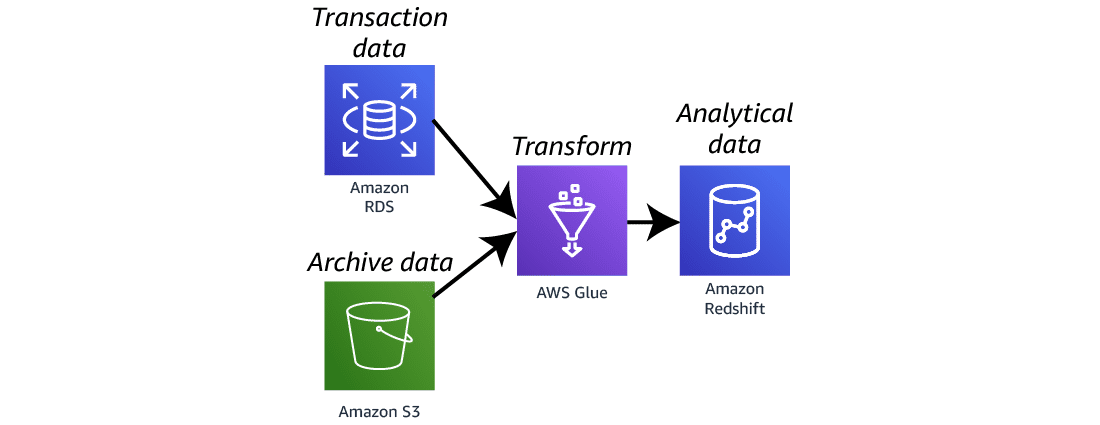 Transaction
data
Amazon
RDS
Archive data
Amazon S3
Transform
AWS Glue
Analytical
data
Amazon
Redshift